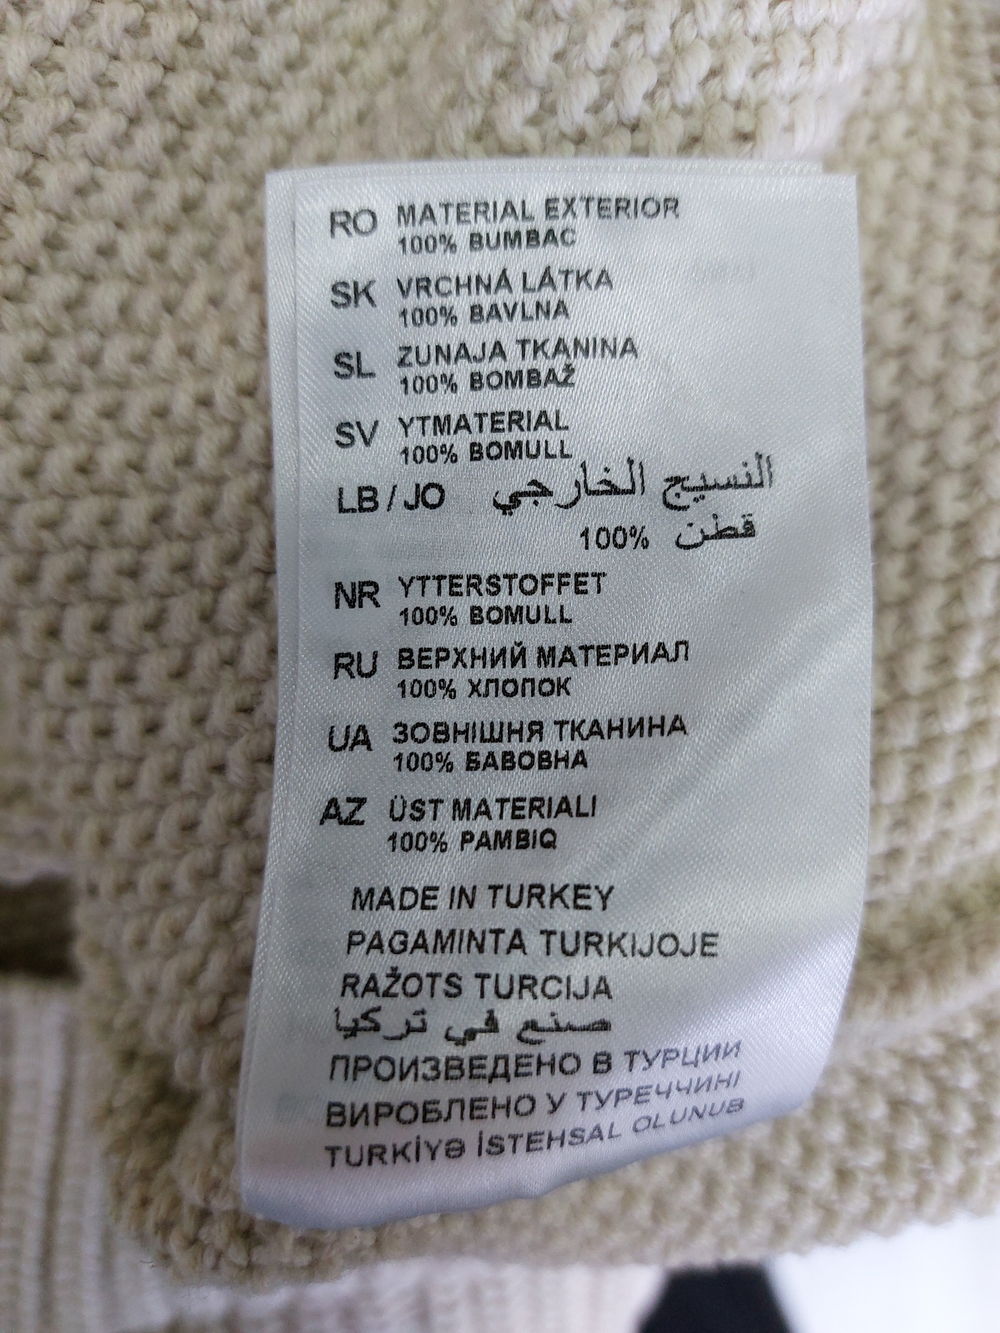 RO MATERIAL EXTERIOR
100% BUMBAC
SK VRCHNÁ LÁTKA
100% BAVLNA
SL ZUNAJA TKANINA
100% BOMBAŽ
SV YTMATERIAL
100% BOMULL
LB / JO النسيج الخارجي
100% قطن
NR YTTERSTOFFET
100% BOMULL
RU ВЕРХНИЙ МАТЕРИАЛ
100% ХЛОПОК
UA ЗОВНІШНЯ ТКАНИНА
100% БАВОВНА
AZ ÜST MATERIALI
100% PAMBIQ
MADE IN TURKEY
PAGAMINTA TURKIJOJE
RAŽOTS TURCIJA
صنع في تركيا
ПРОИЗВЕДЕНО В ТУРЦИИ
ВИРОБЛЕНО У ТУРЕЧЧИНІ
TURKİYƏ İSTEHSAL OLUNUB